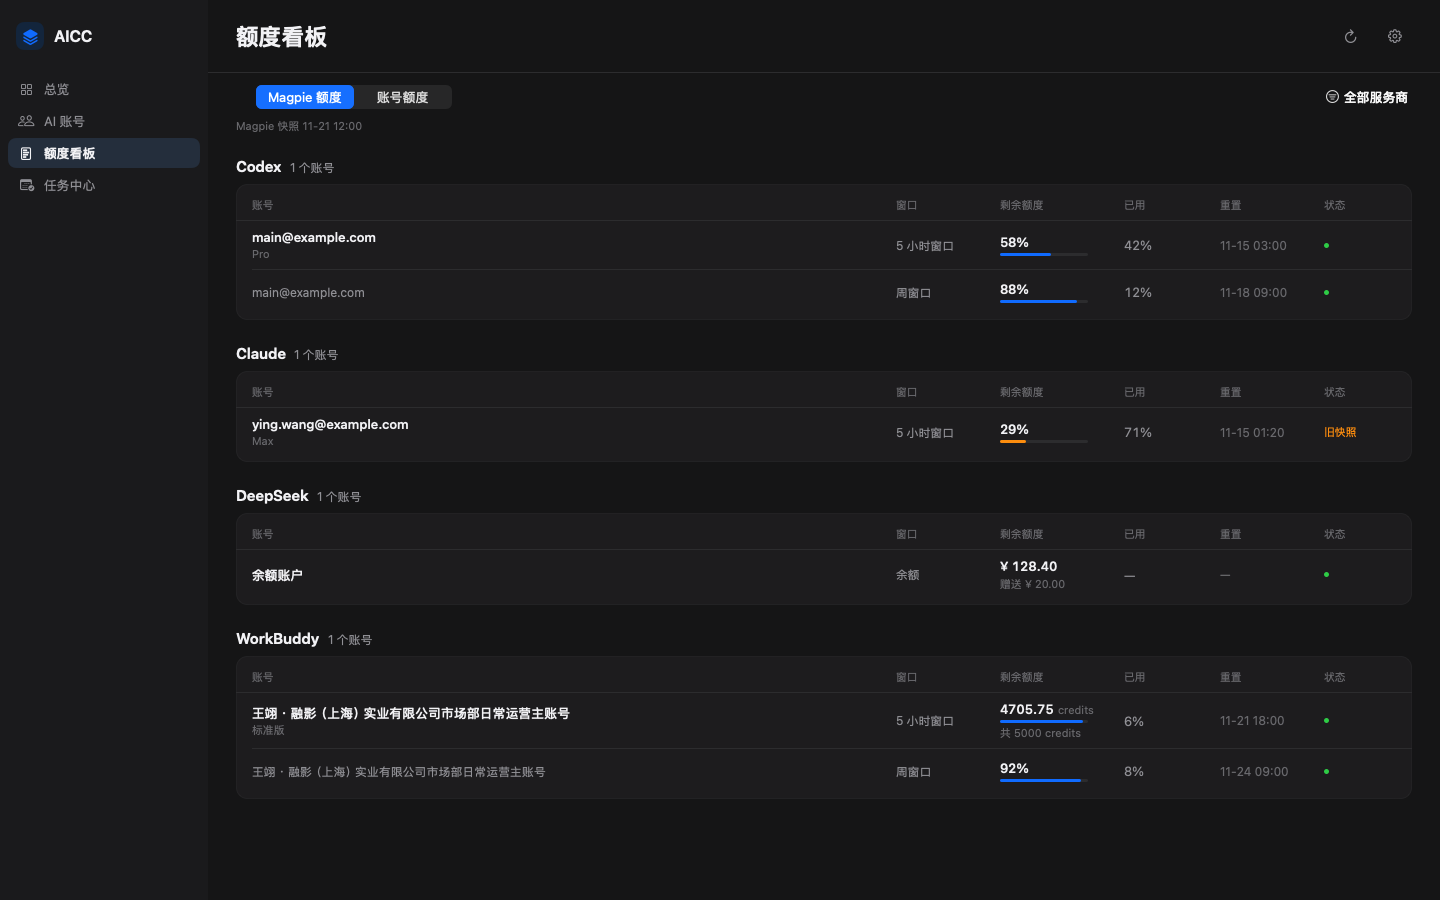 AICC
总览
AI 账号
额度看板
任务中心
额度看板
Magpie 额度 账号额度
全部服务商
Magpie 快照 11-21 12:00
Codex 1 个账号
账号 窗口 剩余额度 已用 重置 状态
main@example.com
Pro
5 小时窗口 58% 42% 11-15 03:00
main@example.com 周窗口 88% 12% 11-18 09:00
Claude 1 个账号
账号 窗口 剩余额度 已用 重置 状态
ying.wang@example.com
Max
5 小时窗口 29% 71% 11-15 01:20 旧快照
DeepSeek 1 个账号
账号 窗口 剩余额度 已用 重置 状态
余额账户 余额 ¥ 128.40 — —
赠送 ¥ 20.00
WorkBuddy 1 个账号
账号 窗口 剩余额度 已用 重置 状态
王翊 · 融影（上海）实业有限公司市场部日常运营主账号
标准版
5 小时窗口 4705.75 credits 6% 11-21 18:00
共 5000 credits
王翊 · 融影（上海）实业有限公司市场部日常运营主账号 周窗口 92% 8% 11-24 09:00